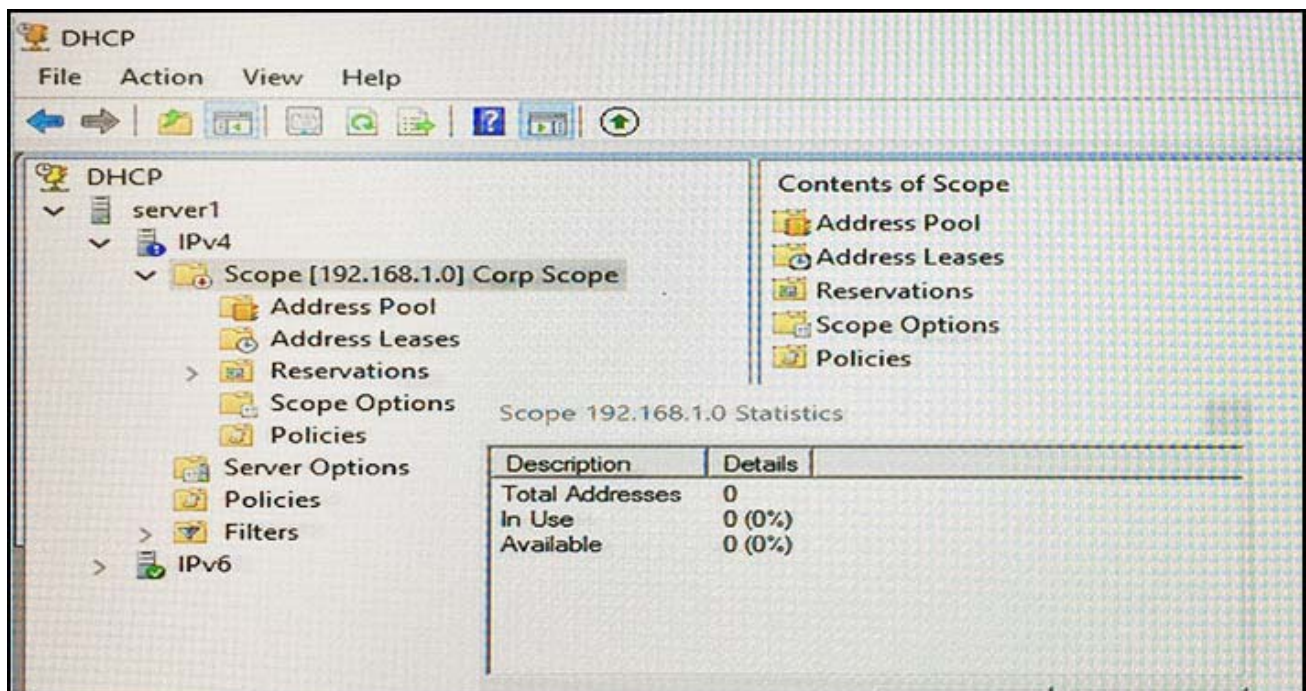 DHCP
File Action View Help
DHCP
server1
IPv4
Scope [192.168.1.0] Corp Scope
Address Pool
Address Leases
Reservations
Scope Options
Policies
Server Options
Policies
Filters
IPv6
Contents of Scope
Address Pool
Address Leases
Reservations
Scope Options
Policies
Scope 192.168.1.0 Statistics
Description Details
Total Addresses 0
In Use 0 (0%)
Available 0 (0%)